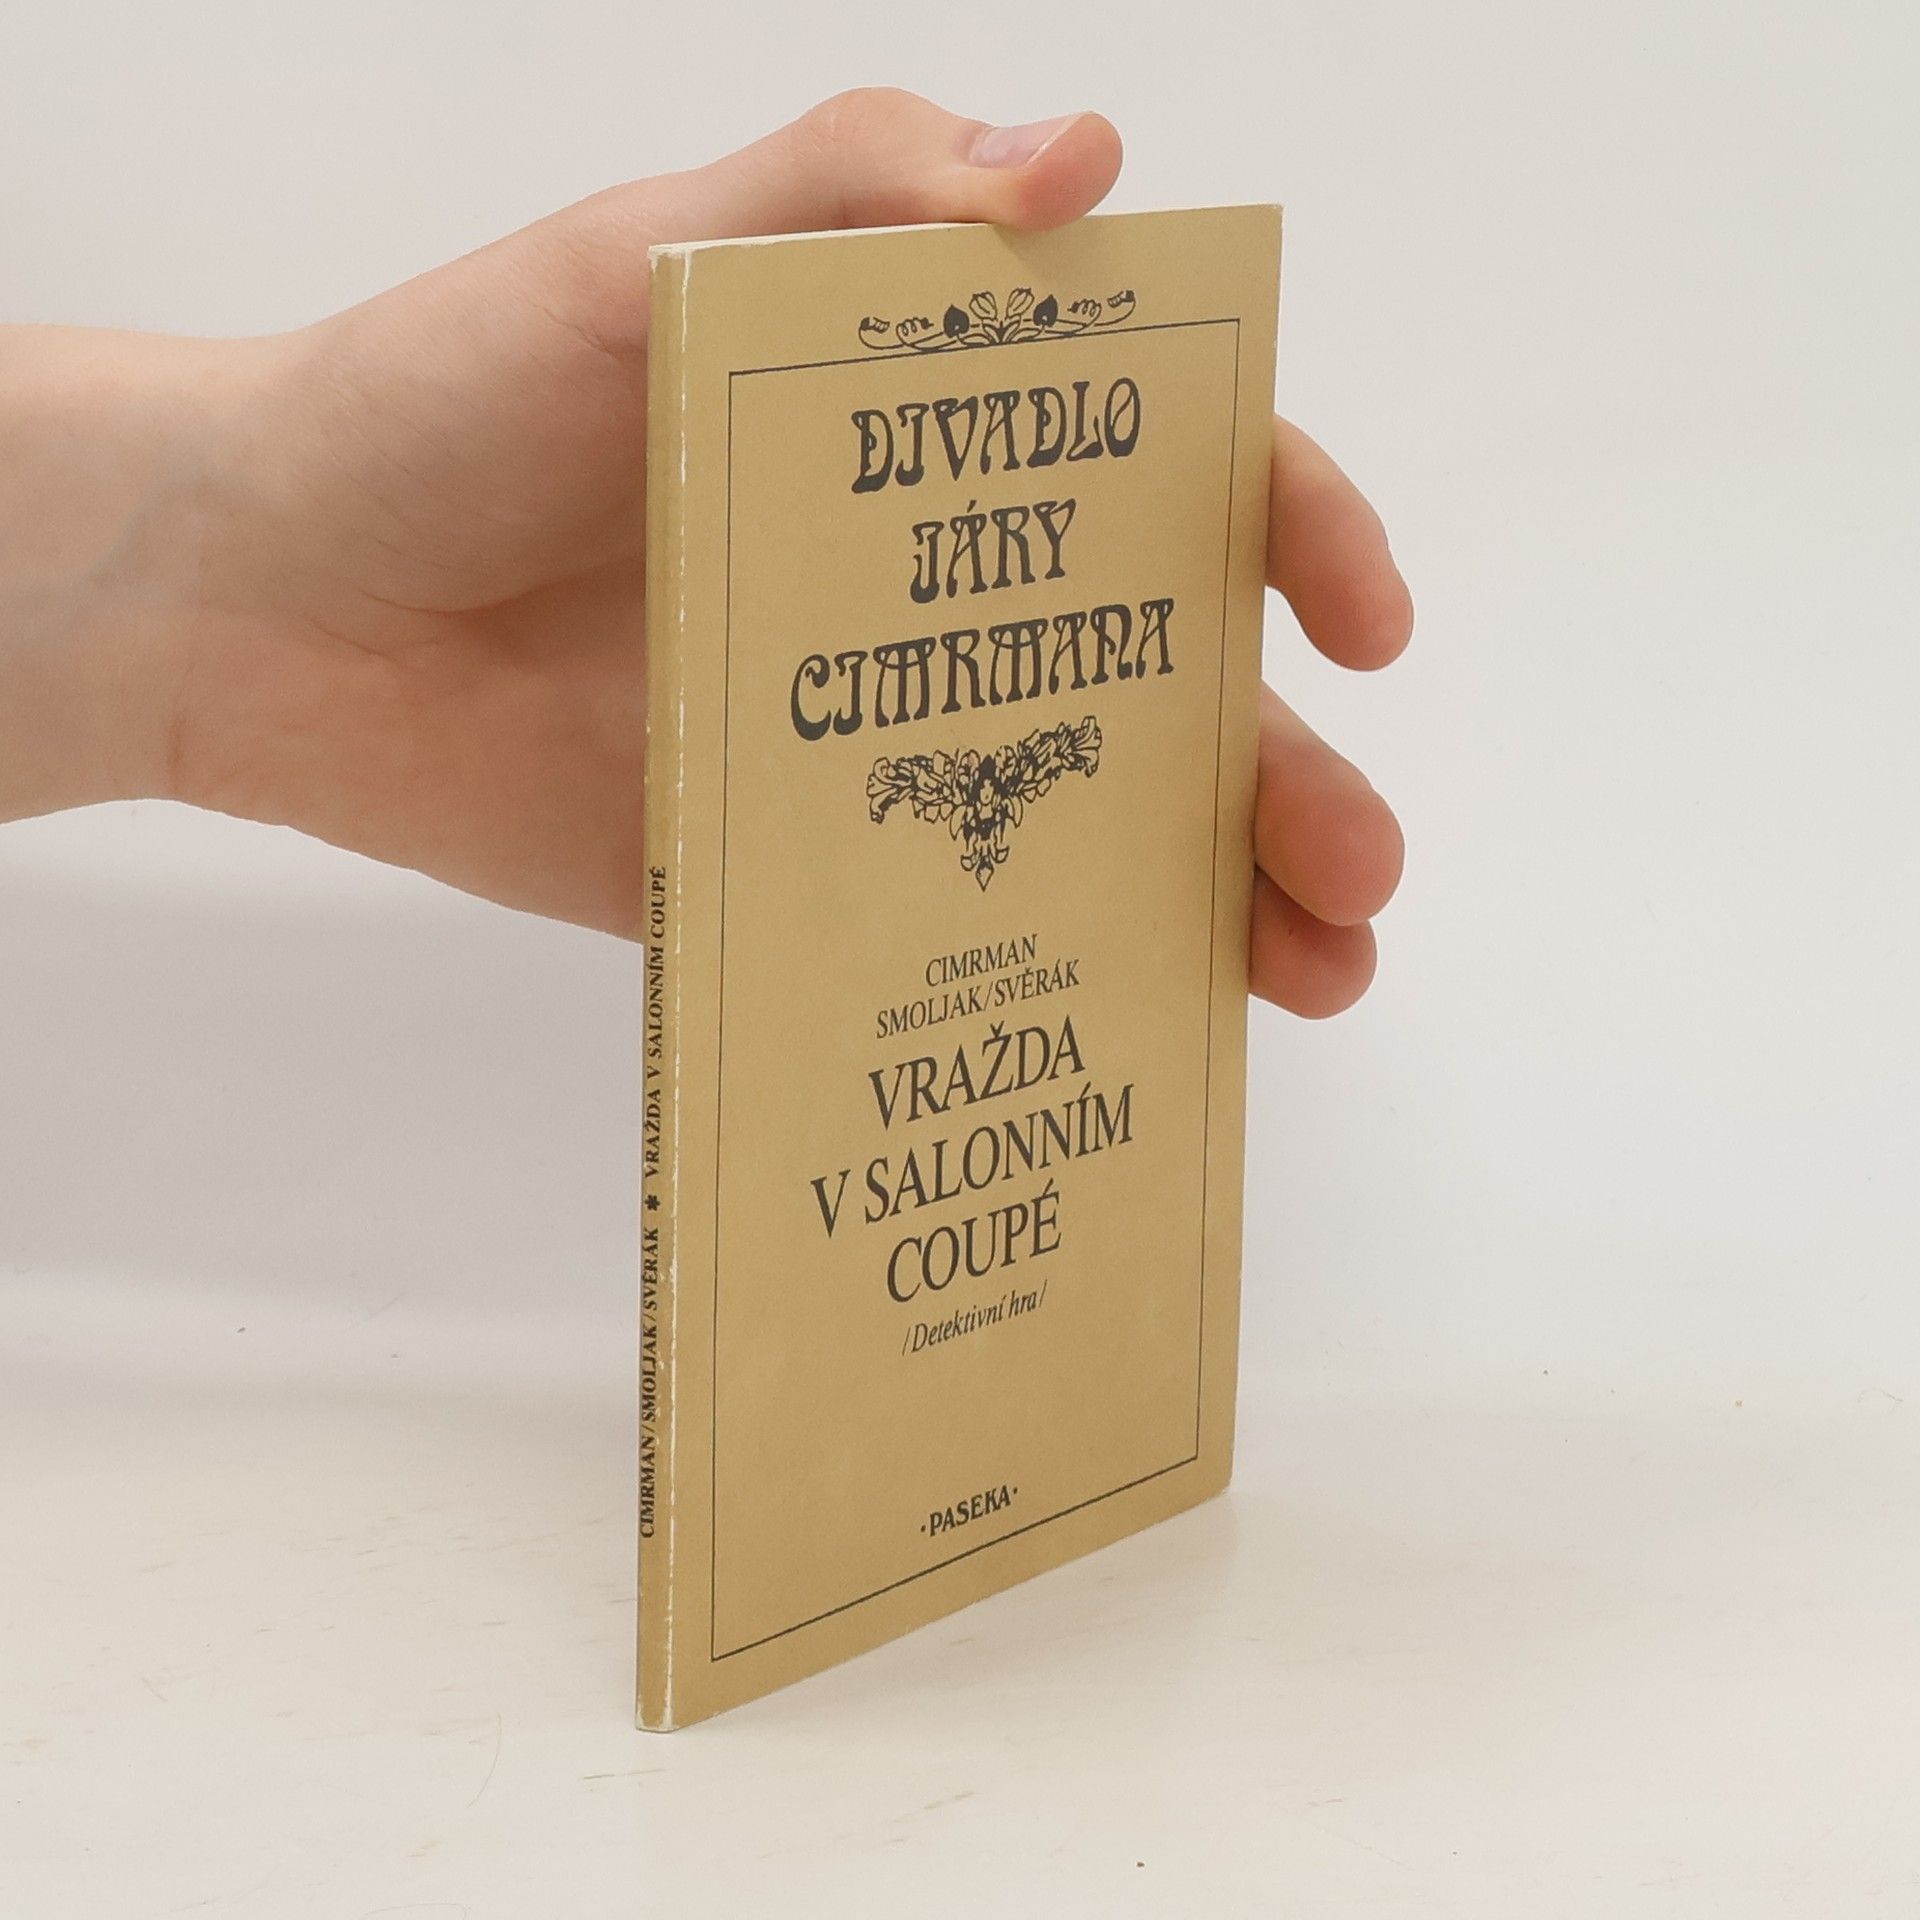 DIVADLO
JÁRY
CIMRMANA
CIMRMAN
SMOLJAK/SVĚRÁK
VRAŽDA
V SALONNÍM
COUPÉ
/Detektivní hra/
·PASEKA·
CIMRMAN/SMOLJAK/SVĚRÁK * VRAŽDA V SALONNÍM COUPÉ